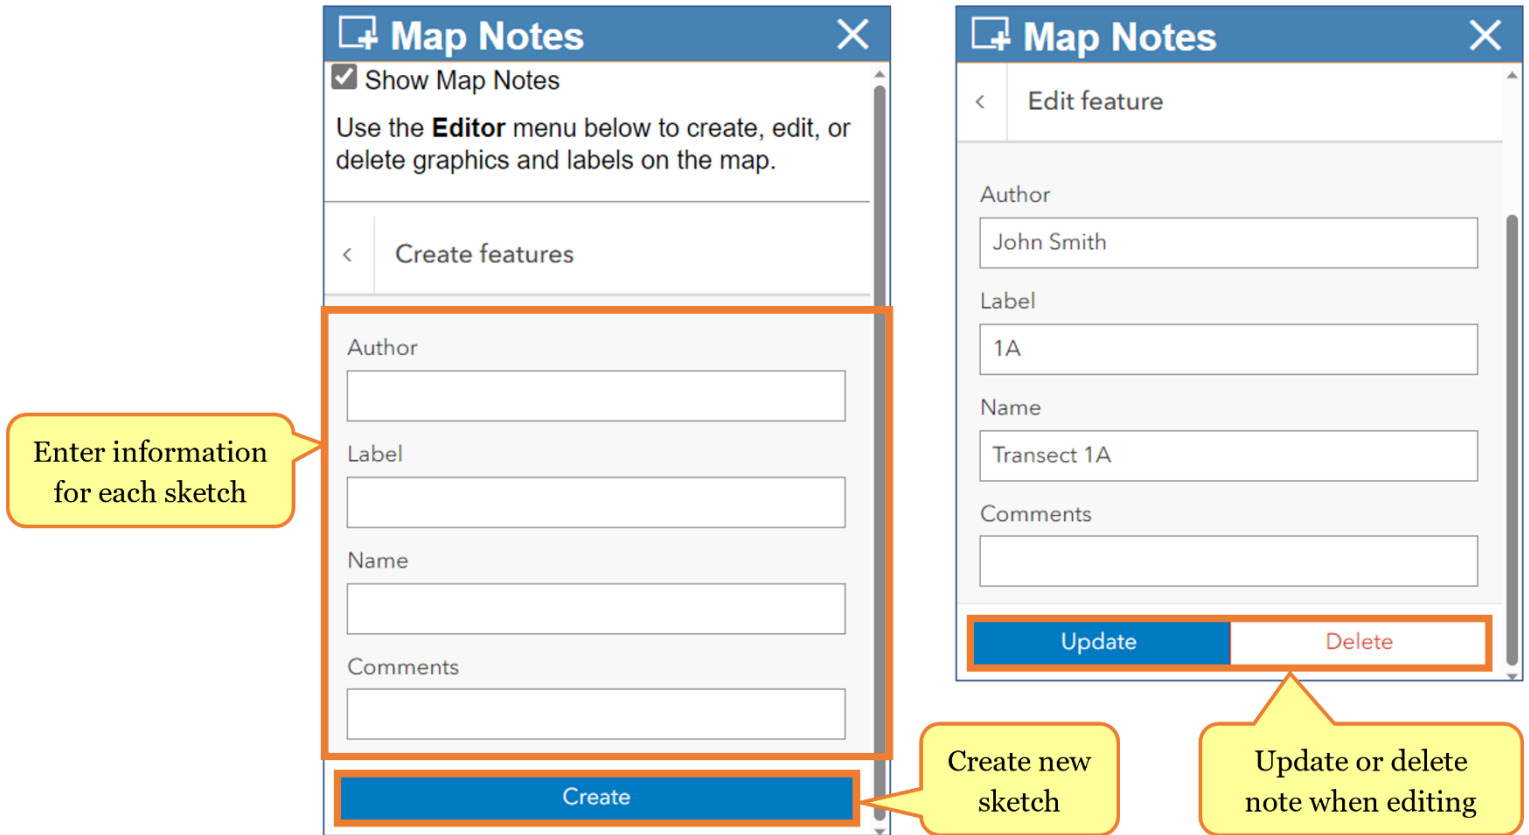 Map Notes
Show Map Notes
Use the Editor menu below to create, edit, or
delete graphics and labels on the map.
Create features
Author
Label
Name
Comments
Create
Enter information
for each sketch
Create new
sketch
Map Notes
Edit feature
Author
John Smith
Label
1A
Name
Transect 1A
Comments
Update
Delete
Update or delete
note when editing